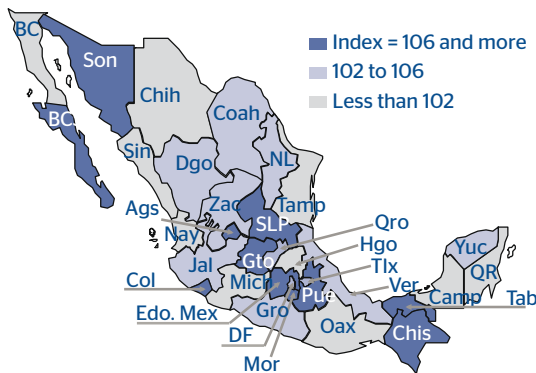 BC
Son
Index = 106 and more
102 to 106
Less than 102
Chih
Coah
BC
Sin
Dgo
NL
Zac
Tamp
Ags
SLP
Nay
Qro
Hgo
Jal
Gto
Tlx
Yuc
Col
Mich
Ver
QR
Edo. Mex
Pue
Camp
Tab
Gro
DF
Oax
Chis
Mor